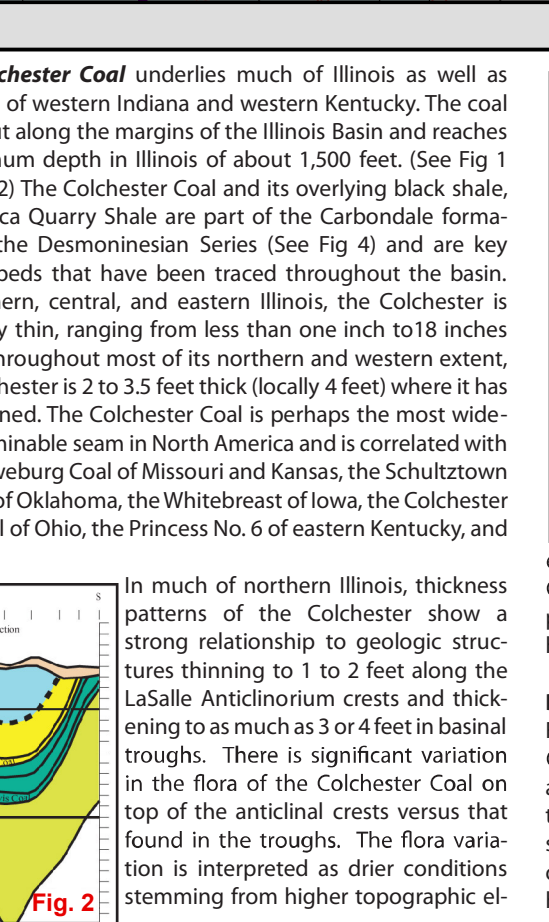 chester Coal underlies much of Illinois as well as
of western Indiana and western Kentucky. The coal
ut along the margins of the Illinois Basin and reaches
num depth in Illinois of about 1,500 feet. (See Fig 1
2) The Colchester Coal and its overlying black shale,
ca Quarry Shale are part of the Carbondale forma-
the Desmoninesian Series (See Fig 4) and are key
beds that have been traced throughout the basin.
ern, central, and eastern Illinois, the Colchester is
y thin, ranging from less than one inch to18 inches
hroughout most of its northern and western extent,
hester is 2 to 3.5 feet thick (locally 4 feet) where it has
ned. The Colchester Coal is perhaps the most wide-
minable seam in North America and is correlated with
weburg Coal of Missouri and Kansas, the Schultztown
of Oklahoma, the Whitebreast of Iowa, the Colchester
l of Ohio, the Princess No. 6 of eastern Kentucky, and
In much of northern Illinois, thickness
patterns of the Colchester show a
strong relationship to geologic struc-
tures thinning to 1 to 2 feet along the
LaSalle Anticlinorium crests and thick-
ening to as much as 3 or 4 feet in basinal
troughs. There is significant variation
in the flora of the Colchester Coal on
top of the anticlinal crests versus that
found in the troughs. The flora varia-
tion is interpreted as drier conditions
stemming from higher topographic el-
S
ction
Coal
vis Coal
Fig. 2